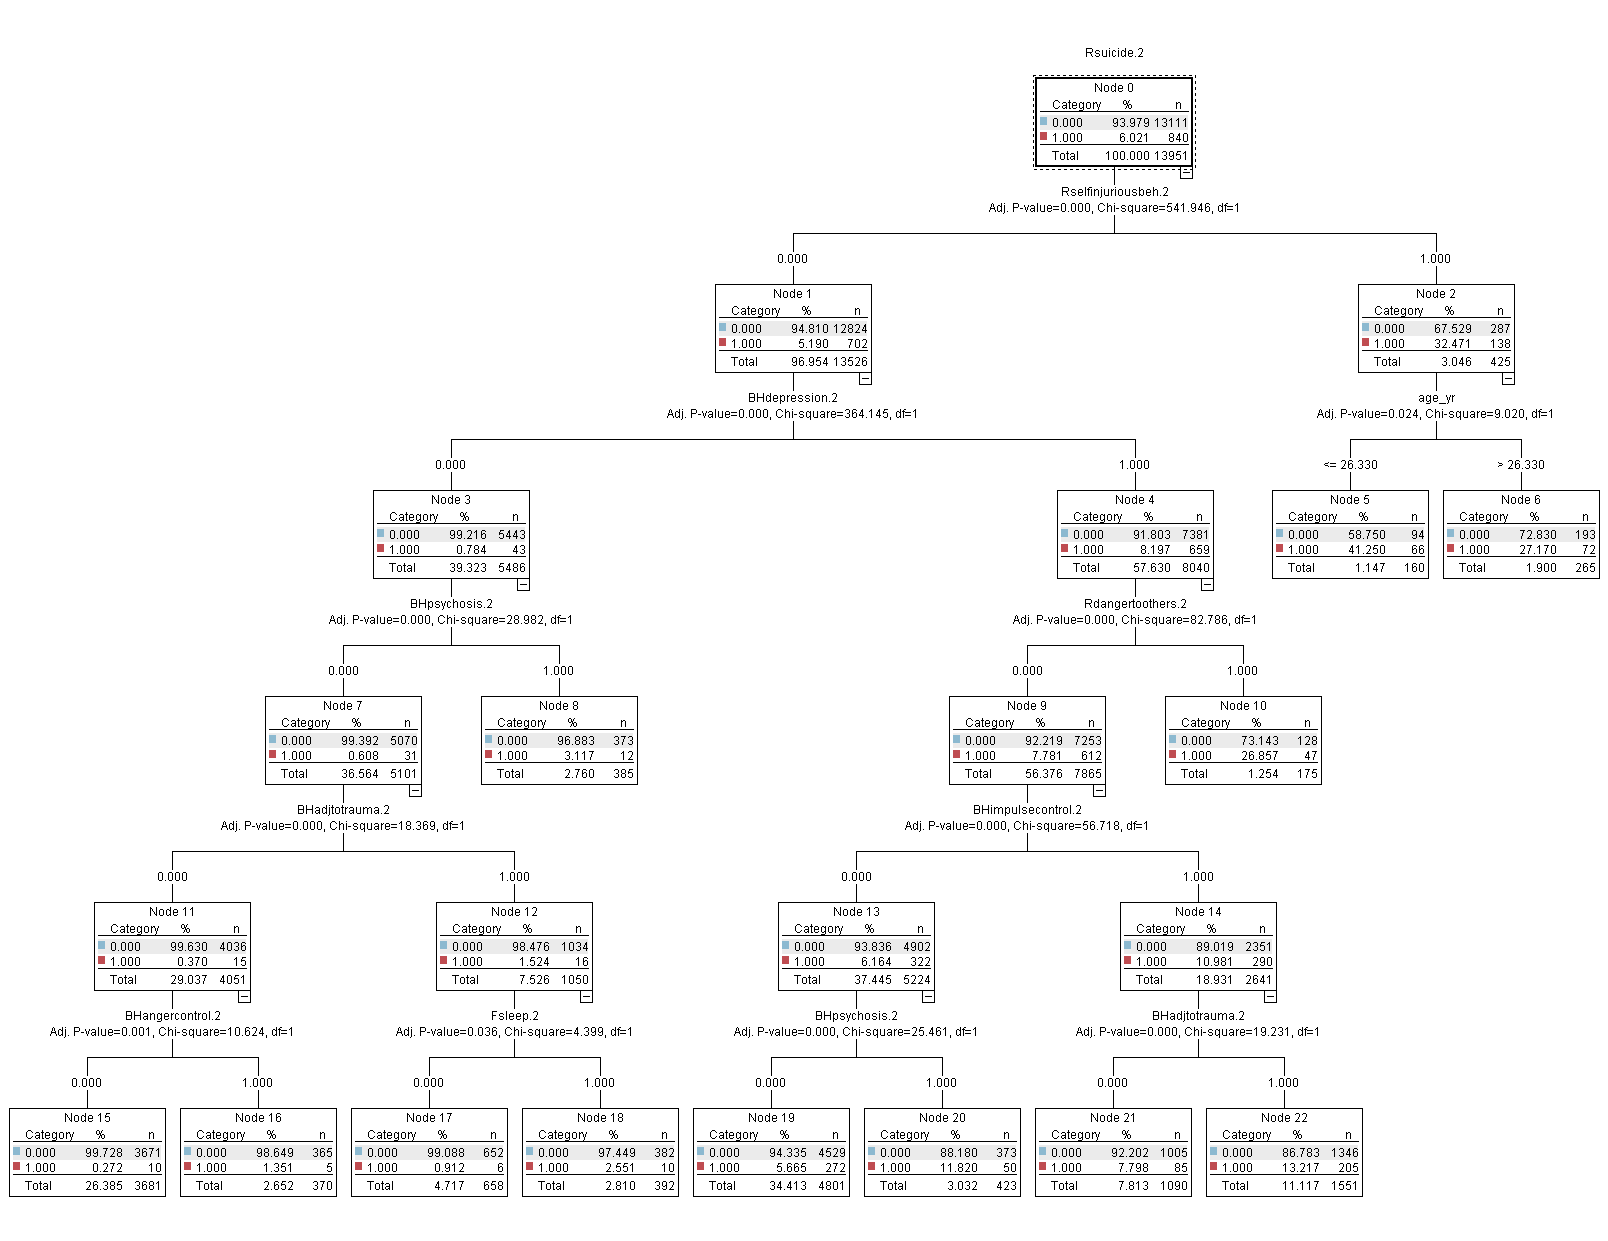 Rsuicide.2
Node 0
Category % n
0.000 93.979 13111
1.000 6.021 840
Total 100.000 13951
Rselfinjuriousbeh.2
Adj. P-value=0.000, Chi-square=541.946, df=1
0.000
1.000
Node 1
Category % n
0.000 94.810 12824
1.000 5.190 702
Total 96.954 13526
Node 2
Category % n
0.000 67.529 287
1.000 32.471 138
Total 3.046 425
BHdepression.2
Adj. P-value=0.000, Chi-square=364.145, df=1
age_yr
Adj. P-value=0.024, Chi-square=9.020, df=1
0.000
1.000
<= 26.330
> 26.330
Node 3
Category % n
0.000 99.216 5443
1.000 0.784 43
Total 39.323 5486
Node 4
Category % n
0.000 91.803 7381
1.000 8.197 659
Total 57.630 8040
Node 5
Category % n
0.000 58.750 94
1.000 41.250 66
Total 1.147 160
Node 6
Category % n
0.000 72.830 193
1.000 27.170 72
Total 1.900 265
BHpsychosis.2
Adj. P-value=0.000, Chi-square=28.982, df=1
Rdangertoothers.2
Adj. P-value=0.000, Chi-square=82.786, df=1
0.000
1.000
0.000
1.000
Node 7
Category % n
0.000 99.392 5070
1.000 0.608 31
Total 36.564 5101
Node 8
Category % n
0.000 96.883 373
1.000 3.117 12
Total 2.760 385
Node 9
Category % n
0.000 92.219 7253
1.000 7.781 612
Total 56.376 7865
Node 10
Category % n
0.000 73.143 128
1.000 26.857 47
Total 1.254 175
BHadjtotrauma.2
Adj. P-value=0.000, Chi-square=18.369, df=1
BHimpulsecontrol.2
Adj. P-value=0.000, Chi-square=56.718, df=1
0.000
1.000
0.000
1.000
Node 11
Category % n
0.000 99.630 4036
1.000 0.370 15
Total 29.037 4051
Node 12
Category % n
0.000 98.476 1034
1.000 1.524 16
Total 7.526 1050
Node 13
Category % n
0.000 93.836 4902
1.000 6.164 322
Total 37.445 5224
Node 14
Category % n
0.000 89.019 2351
1.000 10.981 290
Total 18.931 2641
BHangercontrol.2
Adj. P-value=0.001, Chi-square=10.624, df=1
Fsleep.2
Adj. P-value=0.036, Chi-square=4.399, df=1
BHpsychosis.2
Adj. P-value=0.000, Chi-square=25.461, df=1
BHadjtotrauma.2
Adj. P-value=0.000, Chi-square=19.231, df=1
0.000
1.000
0.000
1.000
0.000
1.000
0.000
1.000
Node 15
Category % n
0.000 99.728 3671
1.000 0.272 10
Total 26.385 3681
Node 16
Category % n
0.000 98.649 365
1.000 1.351 5
Total 2.652 370
Node 17
Category % n
0.000 99.088 652
1.000 0.912 6
Total 4.717 658
Node 18
Category % n
0.000 97.449 382
1.000 2.551 10
Total 2.810 392
Node 19
Category % n
0.000 94.335 4529
1.000 5.665 272
Total 34.413 4801
Node 20
Category % n
0.000 88.180 373
1.000 11.820 50
Total 3.032 423
Node 21
Category % n
0.000 92.202 1005
1.000 7.798 85
Total 7.813 1090
Node 22
Category % n
0.000 86.783 1346
1.000 13.217 205
Total 11.117 1551